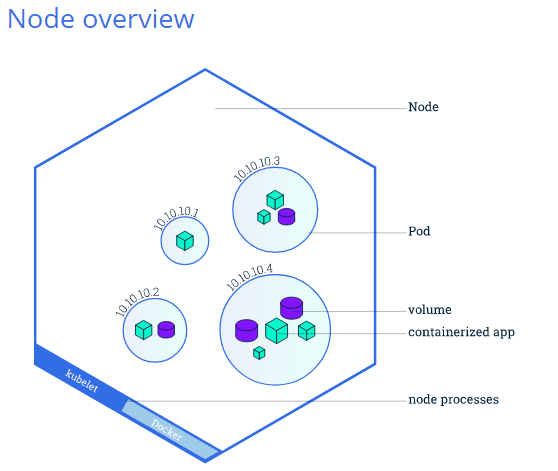 Node overview
Node
10.10.10.3
10.10.10.1
Pod
10.10.10.4
10.10.10.2
volume
containerized app
kubelet
node processes
Docker